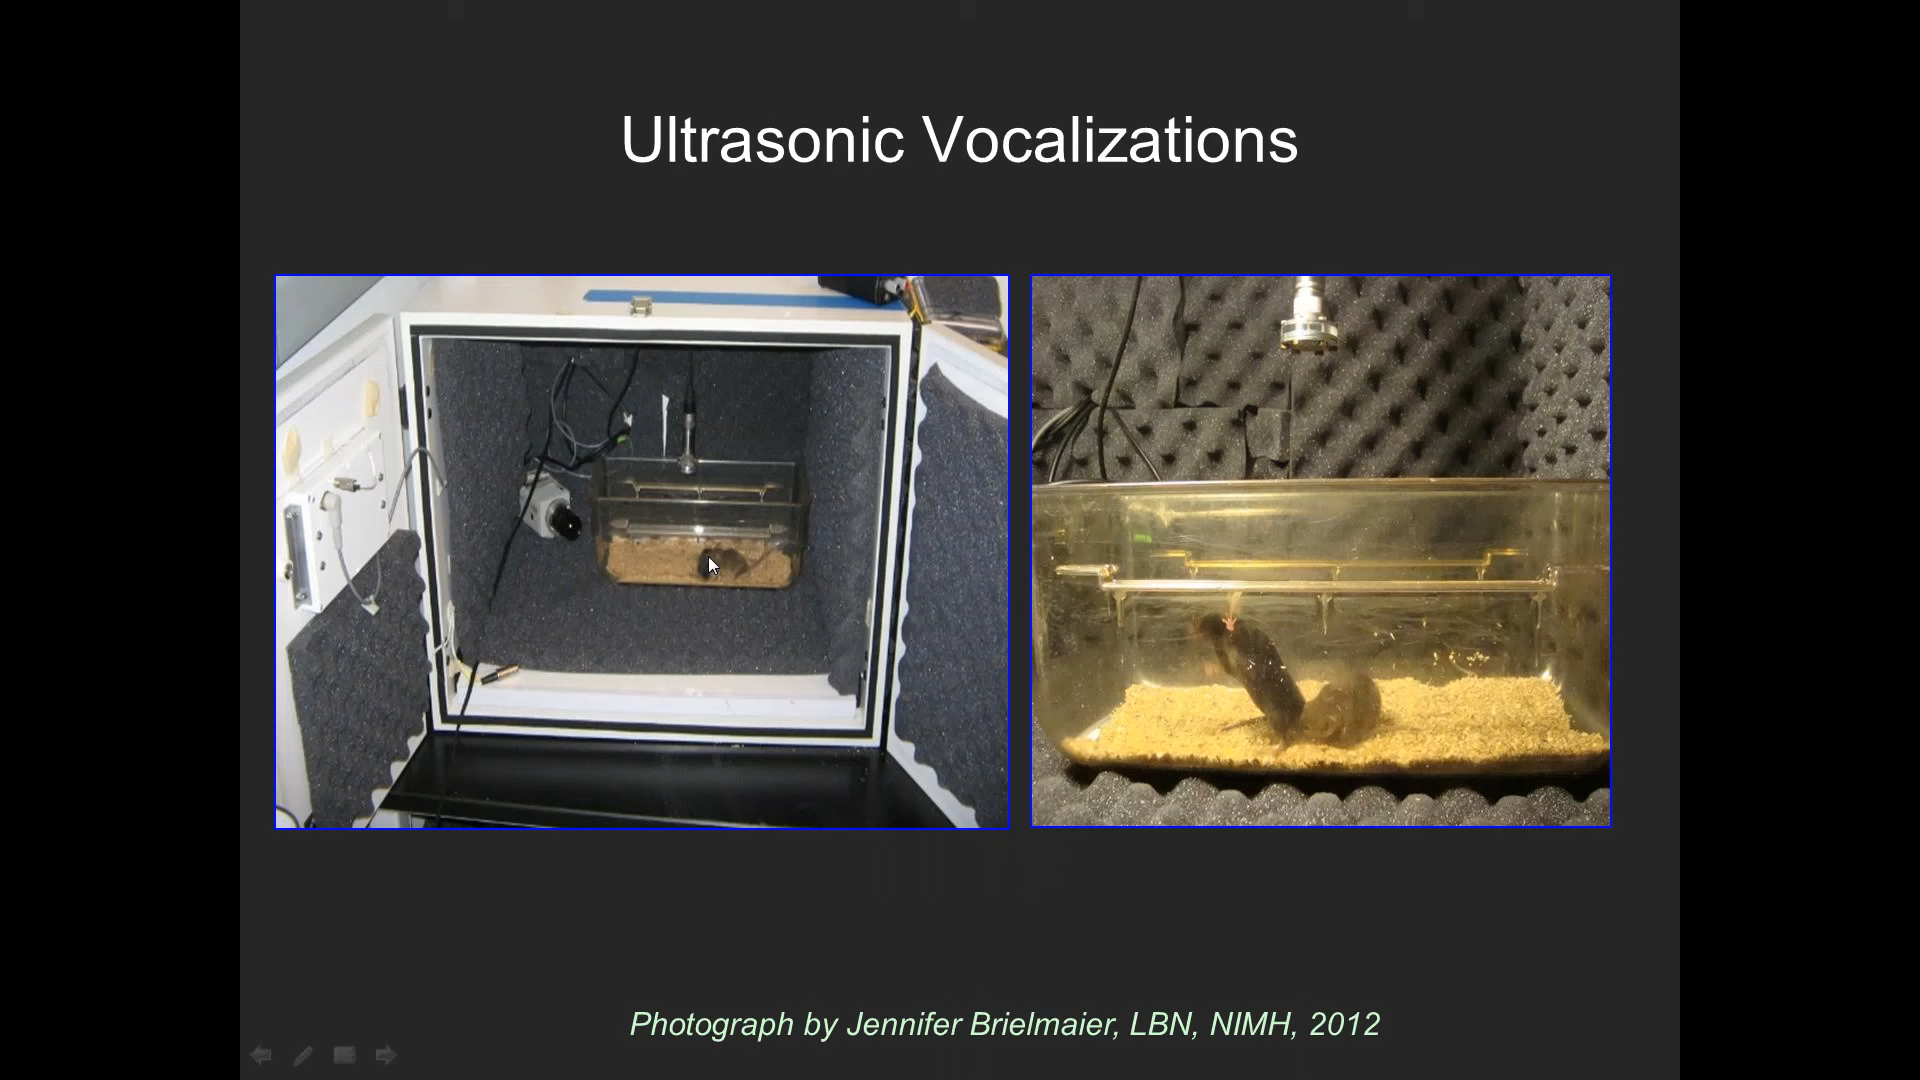 Ultrasonic Vocalizations
Photograph by Jennifer Brielmaier, LBN, NIMH, 2012